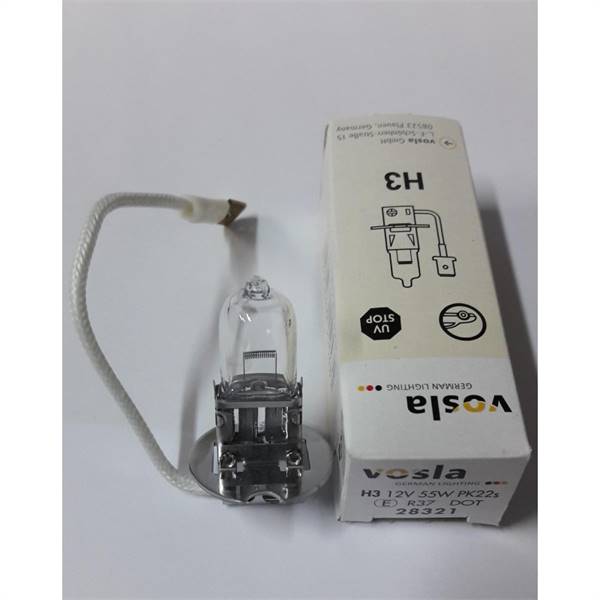 vosla GmbH
L.-F.-Schönherr-Straße 15
08523 Plauen, Germany
H3
UV
STOP
vosla
GERMAN LIGHTING
vosla
GERMAN LIGHTING
H3 12V 55W PK22s
E R37 DOT
28321